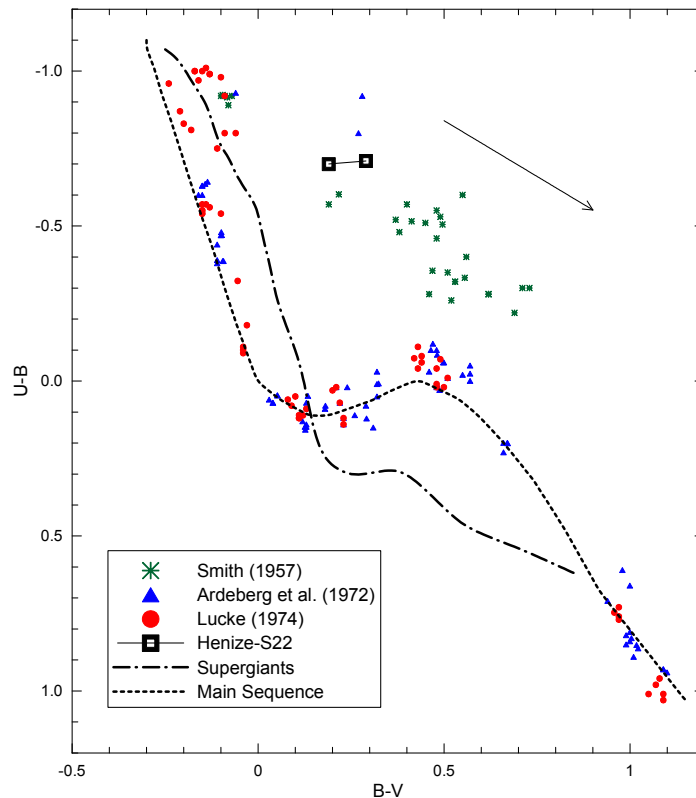 -1.0
-0.5
0.0
0.5
1.0
U-B
Smith (1957)
Ardeberg et al. (1972)
Lucke (1974)
Henize-S22
Supergiants
Main Sequence
-0.5
0
0.5
1
B-V